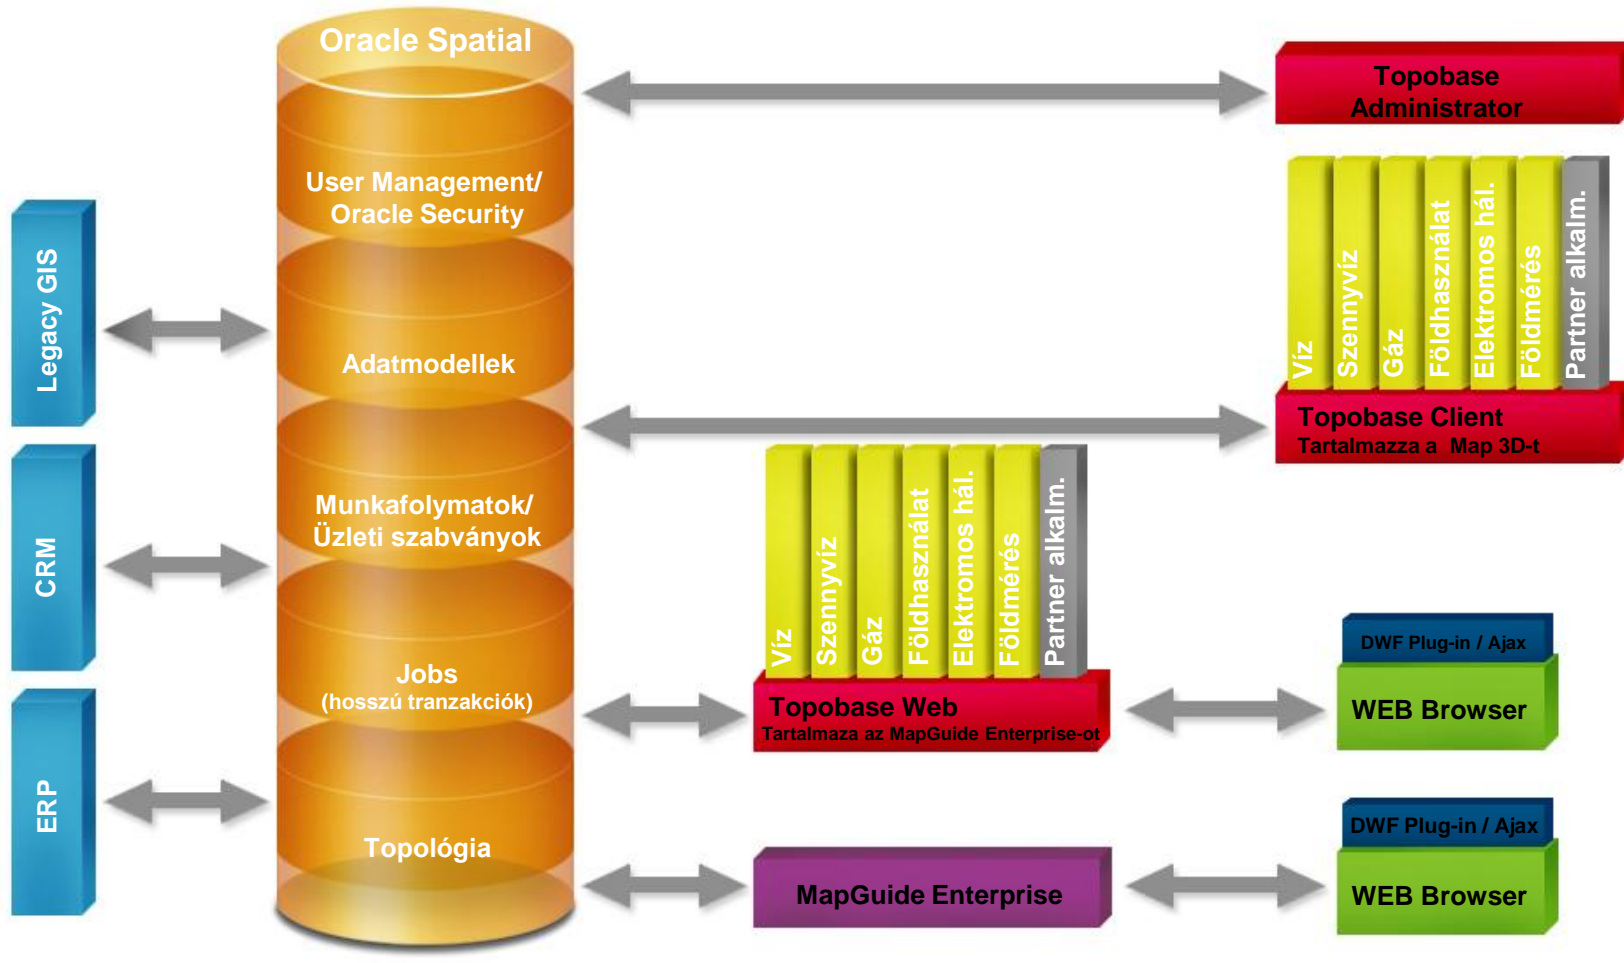 Oracle Spatial
User Management/
Oracle Security
Adatmodellek
Munkafolymatok/
Üzleti szabványok
Jobs
(hosszú tranzakciók)
Topológia
Legacy GIS
CRM
ERP
Topobase
Administrator
Víz
Szennyvíz
Gáz
Földhasználat
Elektromos hál.
Földmérés
Partner alkalm.
Topobase Client
Tartalmazza a Map 3D-t
Víz
Szennyvíz
Gáz
Földhasználat
Elektromos hál.
Földmérés
Partner alkalm.
Topobase Web
Tartalmaza az MapGuide Enterprise-ot
DWF Plug-in / Ajax
WEB Browser
MapGuide Enterprise
DWF Plug-in / Ajax
WEB Browser